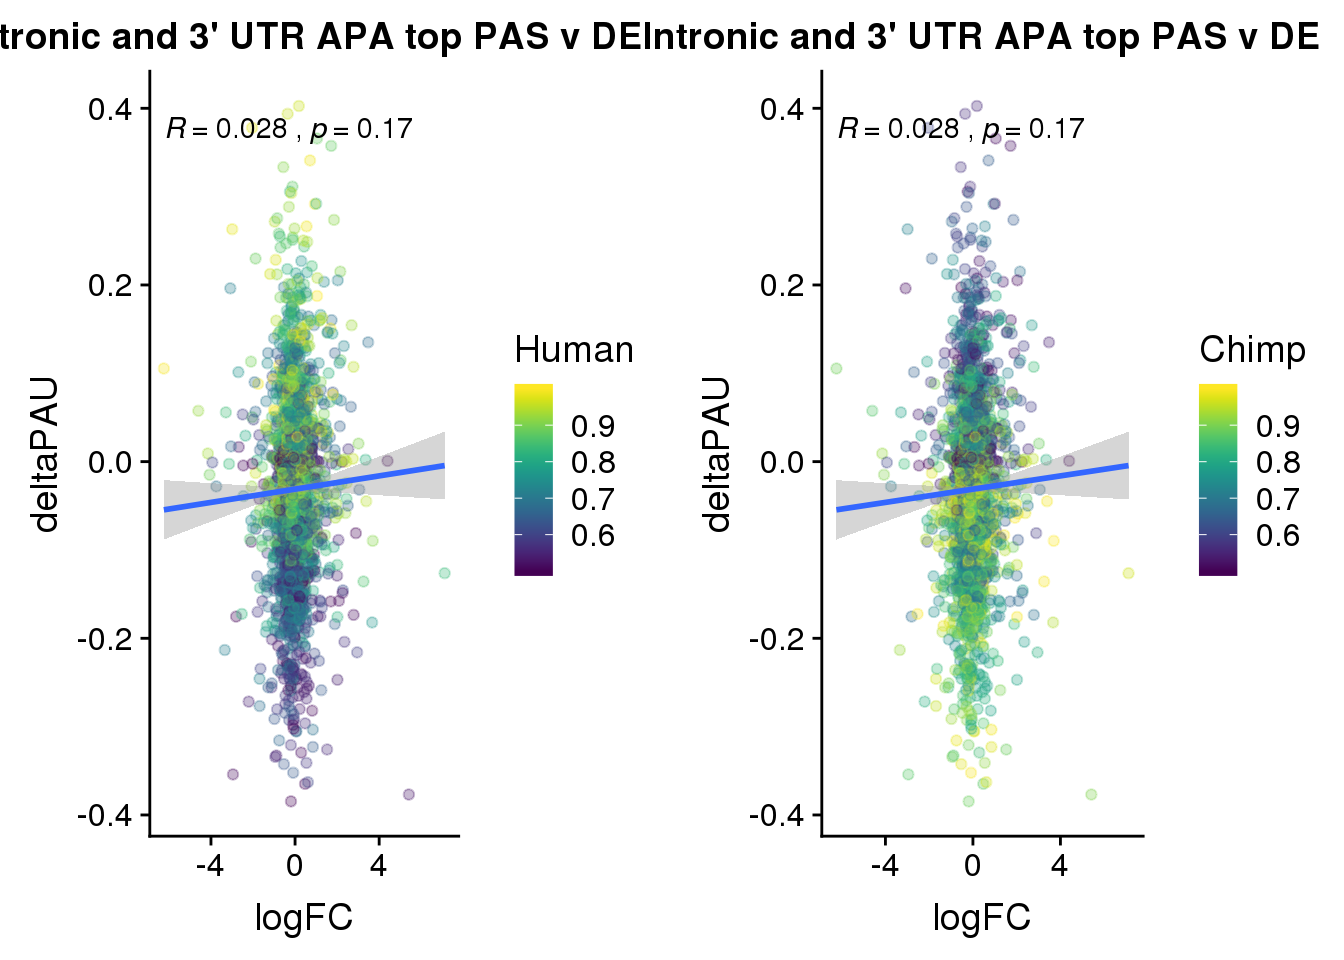 tronic and 3' UTR APA top PAS v DE
Intronic and 3' UTR APA top PAS v DE
R = 0.028 , p = 0.17
deltaPAU
0.4
0.2
0.0
-0.2
-0.4
-4 0 4
logFC
Human
0.9
0.8
0.7
0.6
R = 0.028 , p = 0.17
deltaPAU
0.4
0.2
0.0
-0.2
-0.4
-4 0 4
logFC
Chimp
0.9
0.8
0.7
0.6